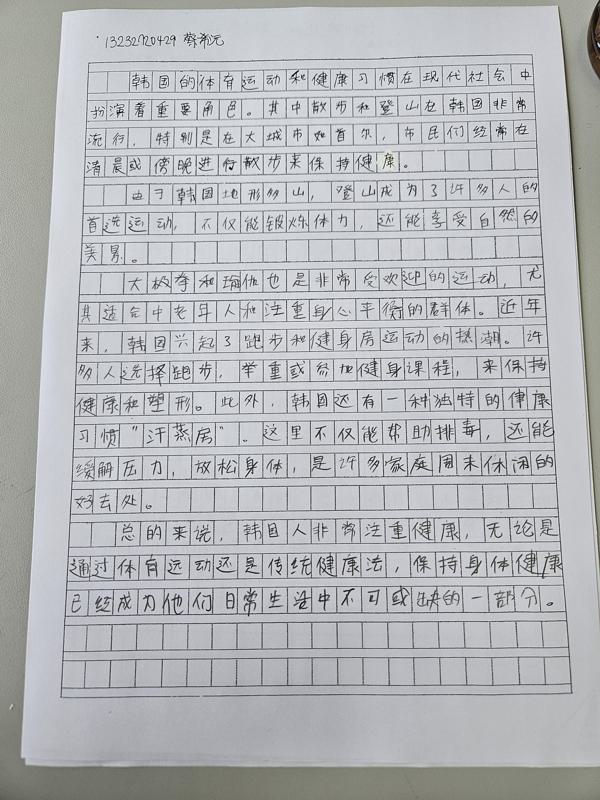 13232720429 蔡希元
韩国的体育运动和健康习惯在现代社会中
扮演着重要角色。其中散步和登山在韩国非常
流行，特别是在大城市如首尔，市民们经常在
清晨或傍晚进行散步来保持健康。
由于韩国地形多山，登山成为了许多人的
首选运动，不仅能锻炼体力，还能享受自然的
美景。
太极拳和瑜伽也是非常受欢迎的运动，尤
其适合中老年人和注重身心平衡的群体。近年
来，韩国兴起了跑步和健身房运动的热潮。许
多人选择跑步，举重或参加健身课程，来保持
健康和塑形。此外，韩国还有一种独特的健康
习惯“汗蒸房”。这里不仅能帮助排毒，还能
缓解压力，放松身体，是许多家庭周末休闲的
好去处。
总的来说，韩国人非常注重健康，无论是
通过体育运动还是传统健康法，保持身体健康
已经成为他们日常生活中不可或缺的一部分。